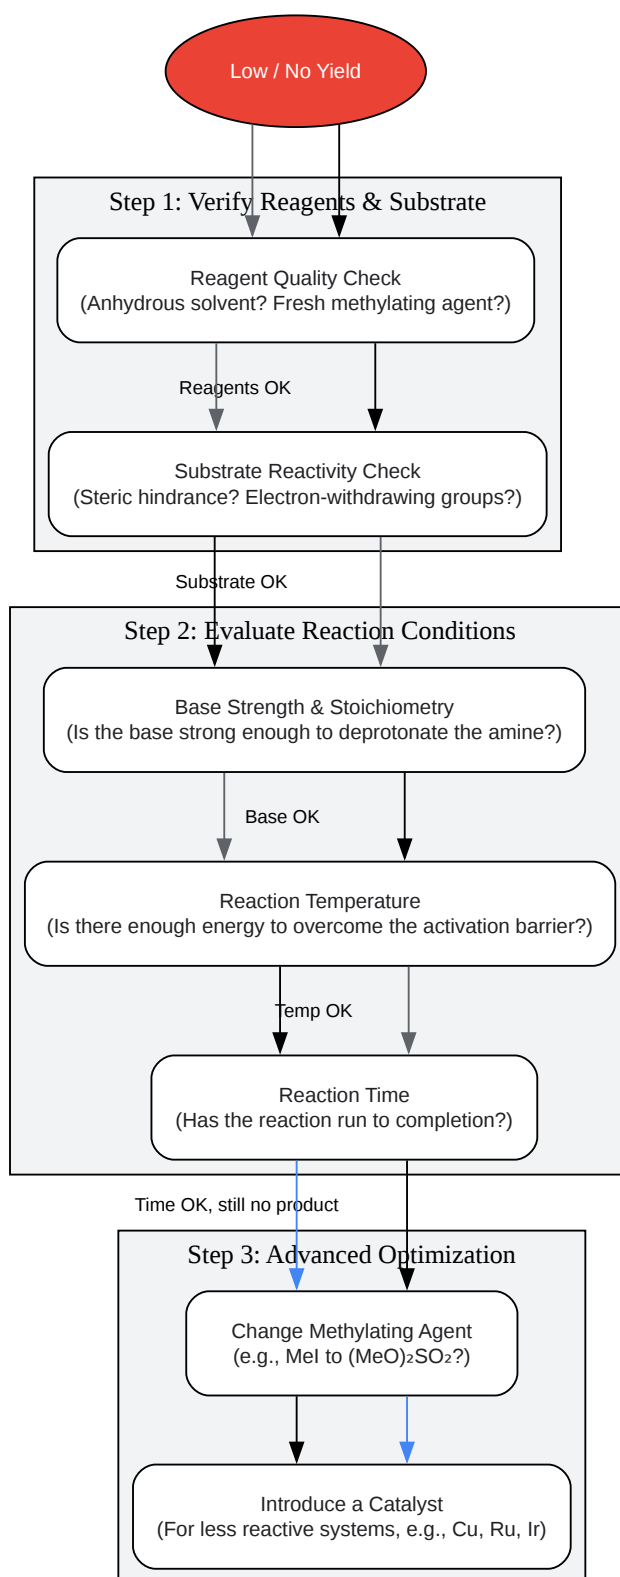 Low / No Yield
Step 1: Verify Reagents & Substrate
Reagent Quality Check
(Anhydrous solvent? Fresh methylating agent?)
Reagents OK
Substrate Reactivity Check
(Steric hindrance? Electron-withdrawing groups?)
Substrate OK
Step 2: Evaluate Reaction Conditions
Base Strength & Stoichiometry
(Is the base strong enough to deprotonate the amine?)
Base OK
Reaction Temperature
(Is there enough energy to overcome the activation barrier?)
Temp OK
Reaction Time
(Has the reaction run to completion?)
Time OK, still no product
Step 3: Advanced Optimization
Change Methylating Agent
(e.g., MeI to (MeO)₂SO₂?)
Introduce a Catalyst
(For less reactive systems, e.g., Cu, Ru, Ir)